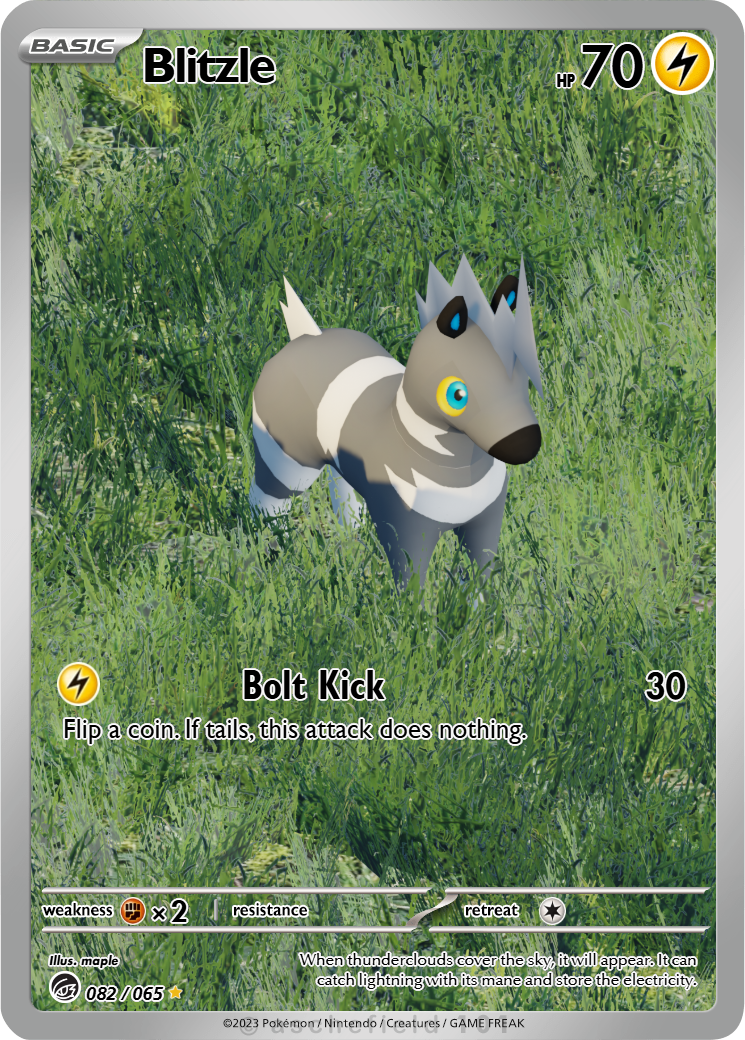 BASIC
Blitzle
HP 70
Bolt Kick 30
Flip a coin. If tails, this attack does nothing.
weakness ×2 resistance retreat
Illus. maple
When thunderclouds cover the sky, it will appear. It can
catch lightning with its mane and store the electricity.
082 / 065
©2023 Pokémon / Nintendo / Creatures / GAME FREAK